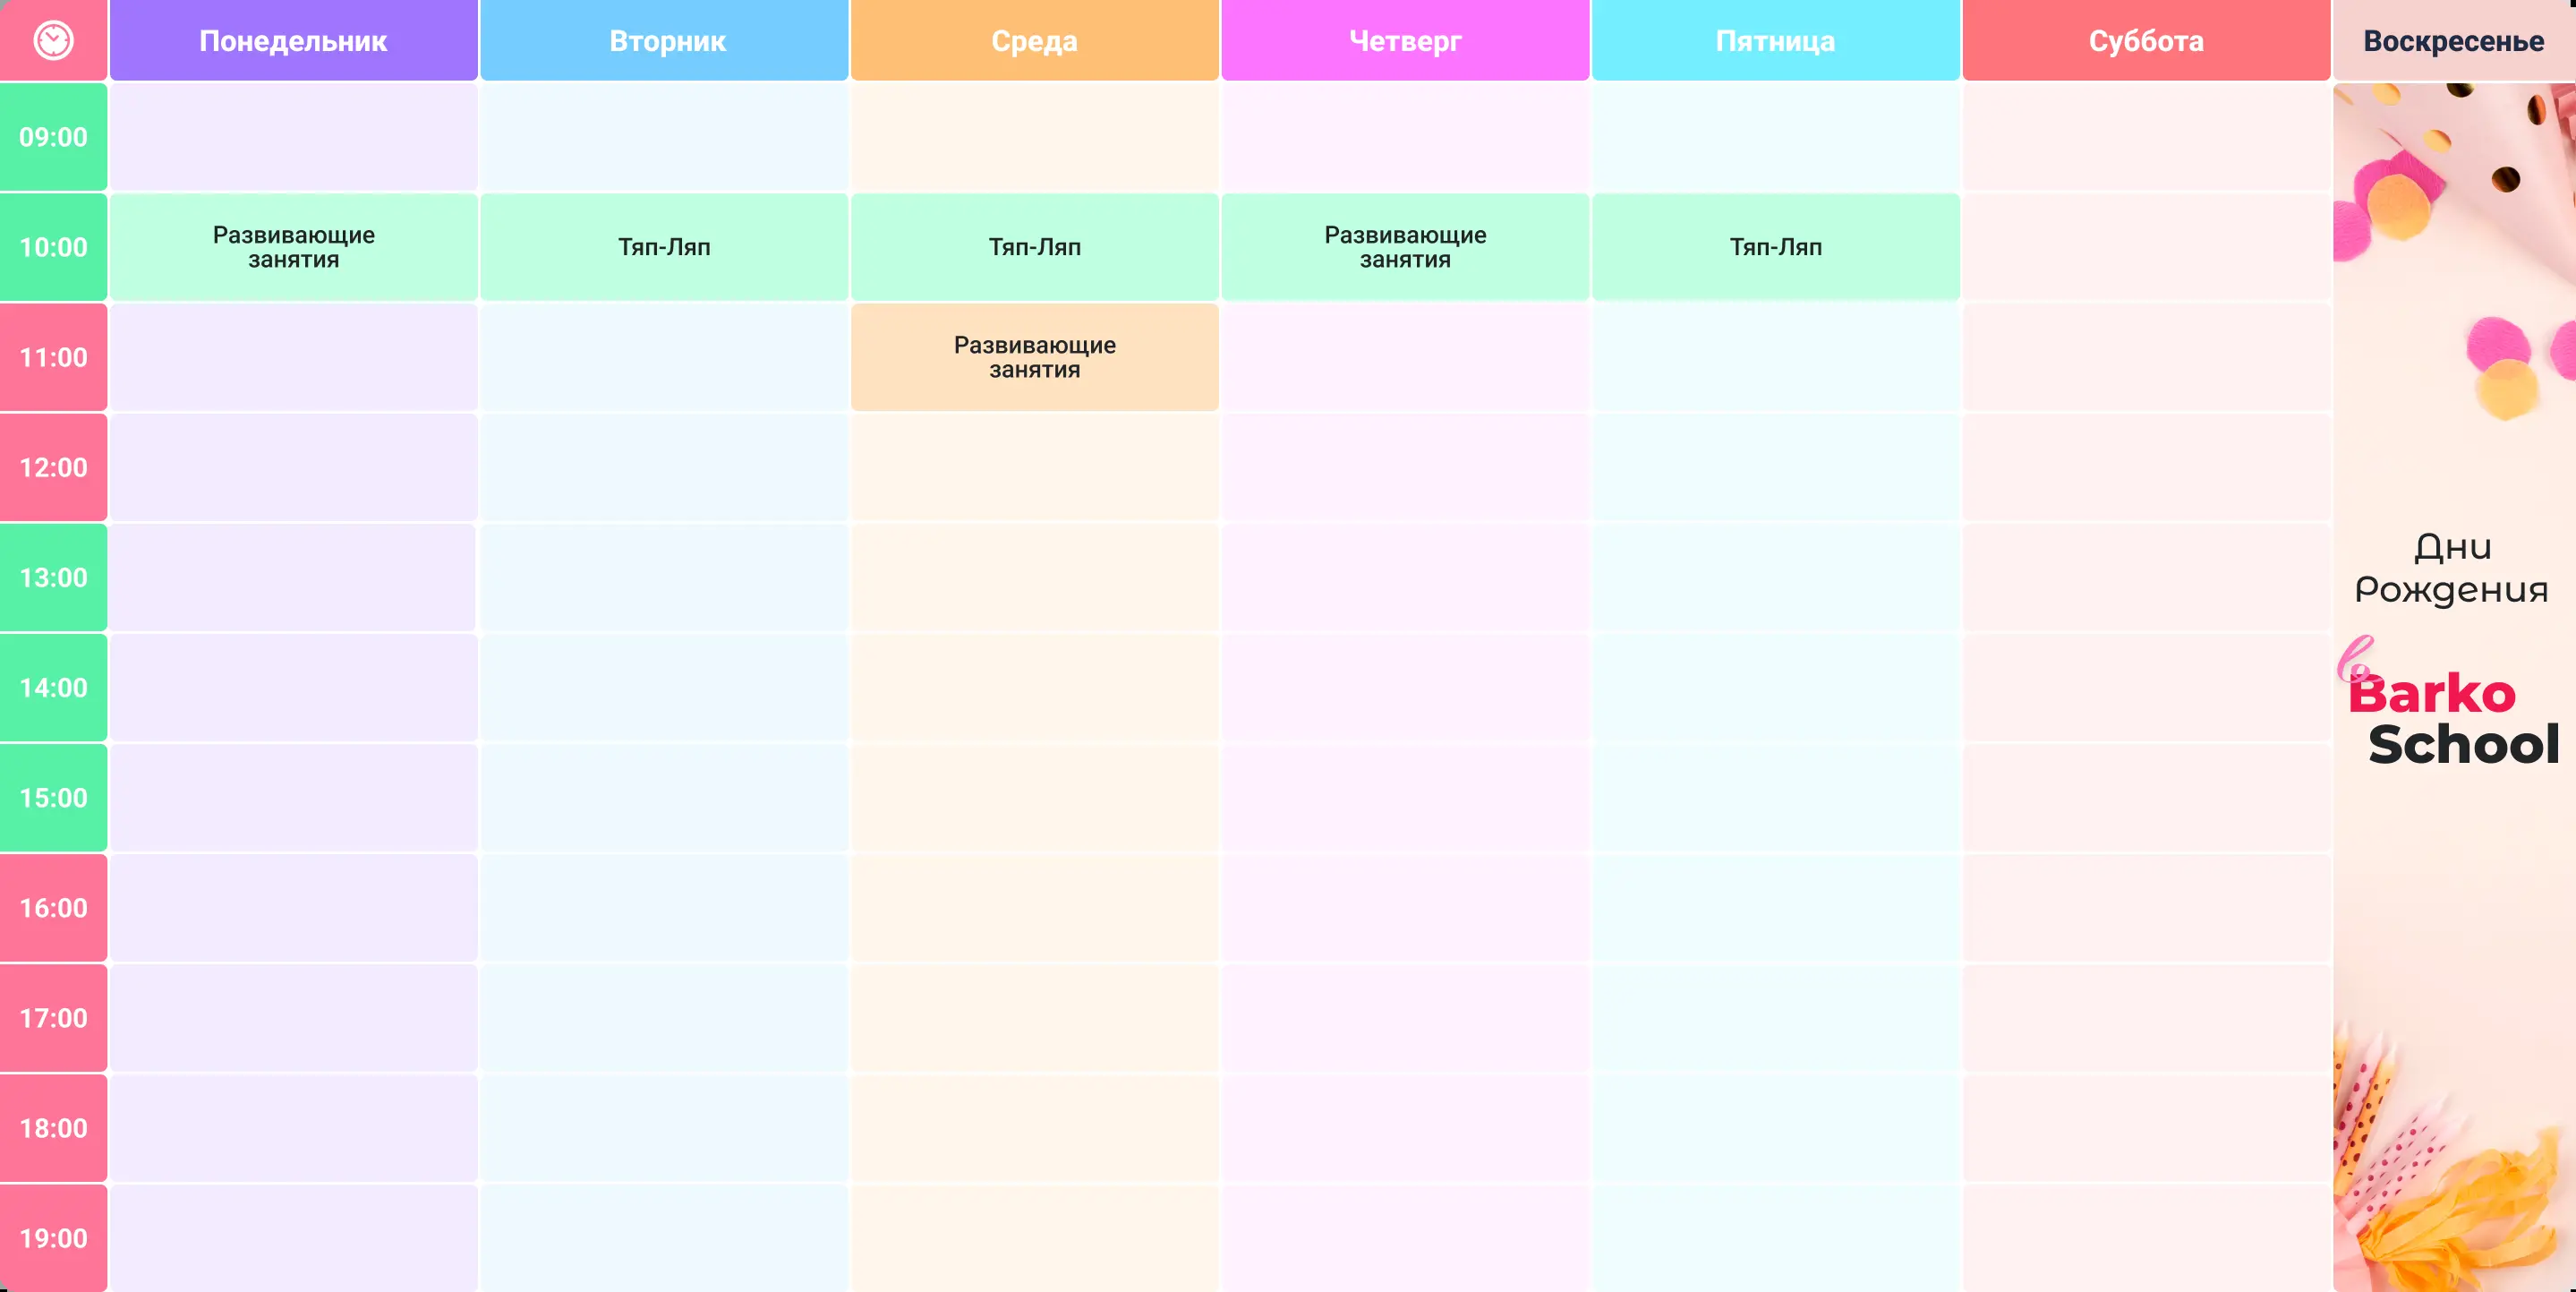 Понедельник
Вторник
Среда
Четверг
Пятница
Суббота
Воскресенье
09:00
10:00
Развивающие
занятия
Тяп-Ляп
Тяп-Ляп
Развивающие
занятия
Тяп-Ляп
11:00
Развивающие
занятия
12:00
13:00
14:00
15:00
16:00
17:00
18:00
19:00
Дни
Рождения
в
Barko
School